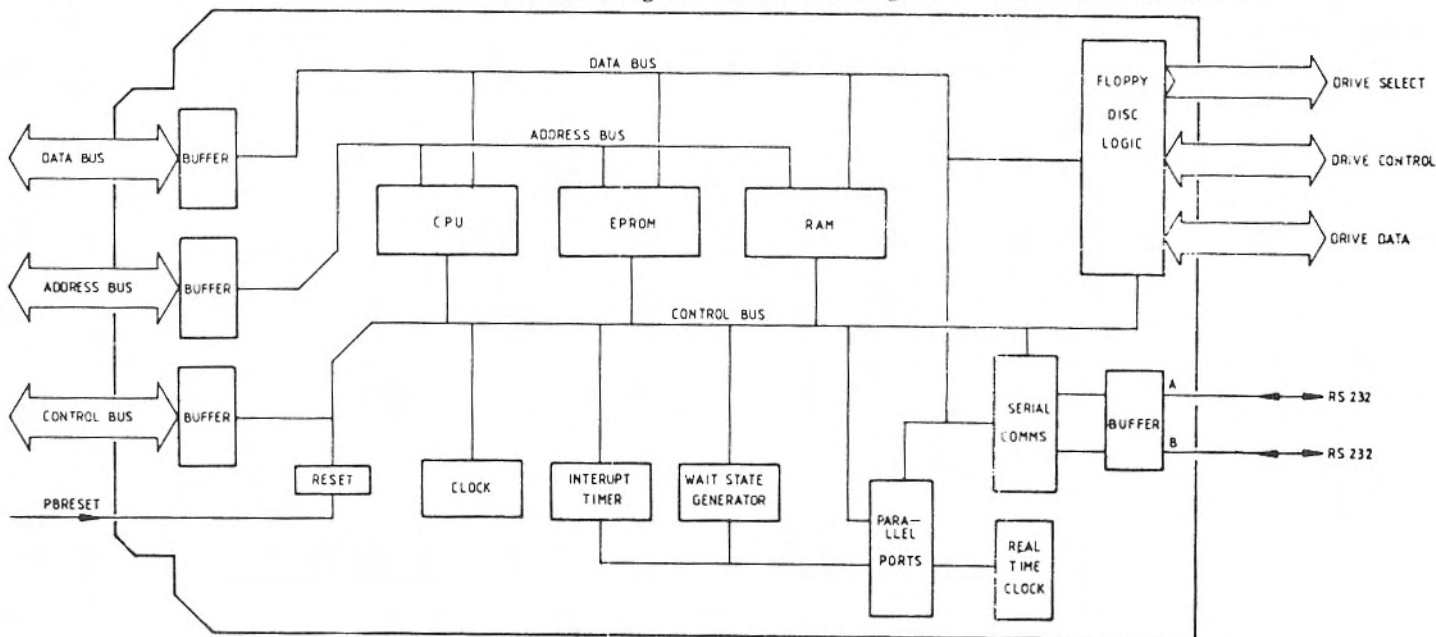 DATA BUS
FLOPPY
DISC
LOGIC
DRIVE SELECT
ADDRESS BUS
DATA BUS
BUFFER
DRIVE CONTROL
CPU
EPROM
RAM
DRIVE DATA
ADDRESS BUS
BUFFER
CONTROL BUS
CONTROL BUS
BUFFER
SERIAL
COMMS
BUFFER
A
RS 232
B
RS 232
RESET
CLOCK
INTERUPT
TIMER
WAIT STATE
GENERATOR
PBRESET
PARA-
LLEL
PORTS
REAL
TIME
CLOCK